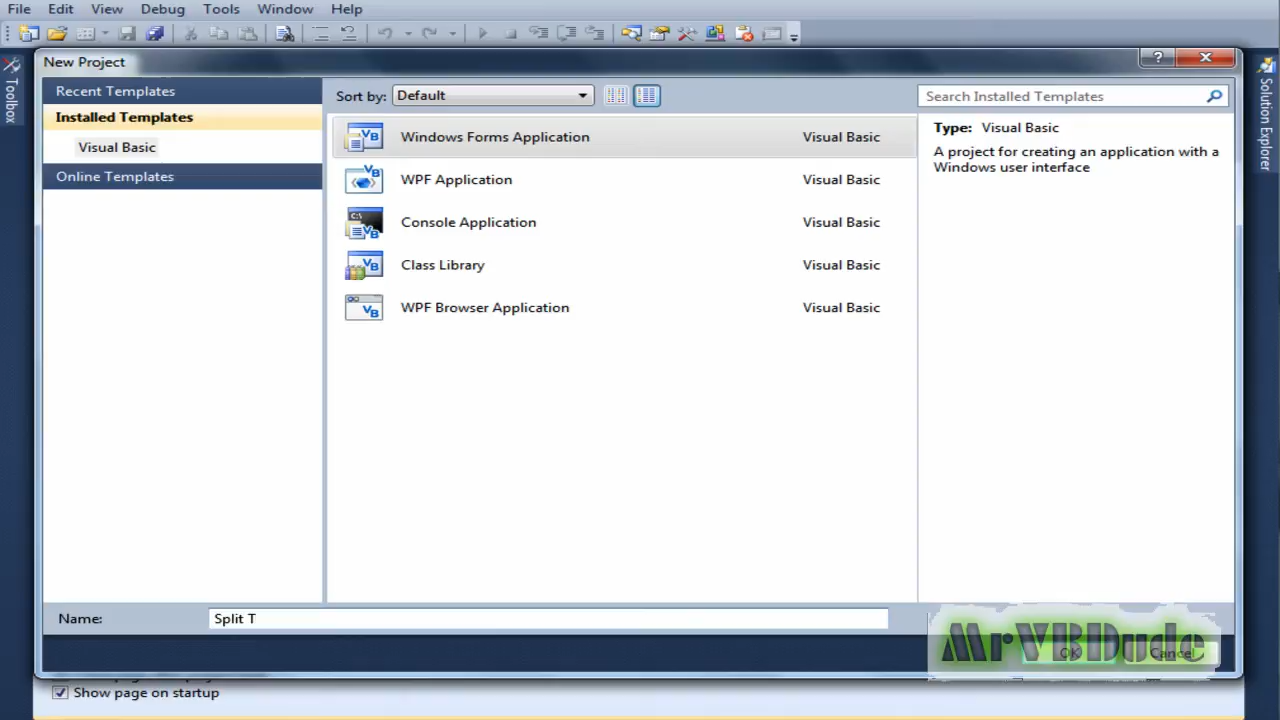 File Edit View Debug Tools Window Help
New Project
Toolbox
Solution Explorer
Recent Templates
Installed Templates
Visual Basic
Online Templates
Sort by: Default
Search Installed Templates
Windows Forms Application Visual Basic
WPF Application Visual Basic
Console Application Visual Basic
Class Library Visual Basic
WPF Browser Application Visual Basic
Type: Visual Basic
A project for creating an application with a
Windows user interface
Name: Split T
MrVBDude
OK Cancel
Show page on startup